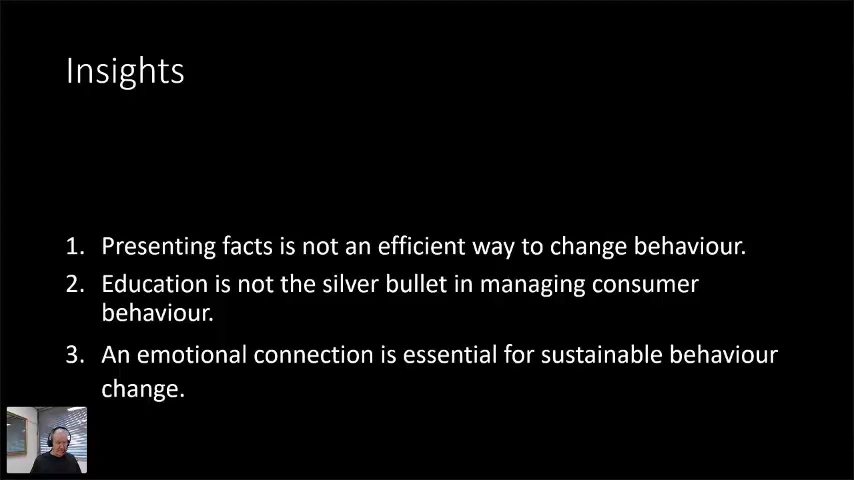 Insights
1. Presenting facts is not an efficient way to change behaviour.
2. Education is not the silver bullet in managing consumer
behaviour.
3. An emotional connection is essential for sustainable behaviour
change.